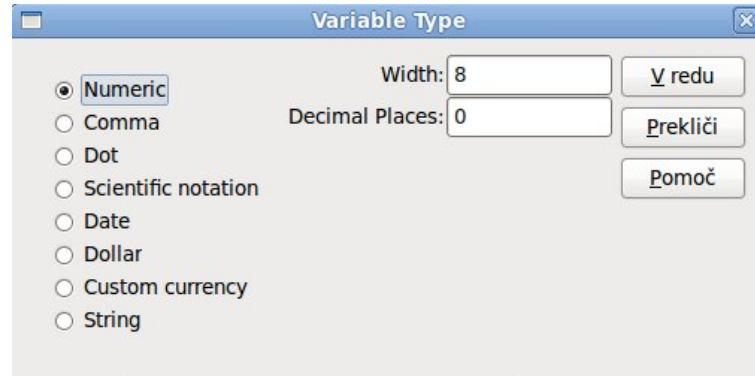 Variable Type
Numeric
Comma
Dot
Scientific notation
Date
Dollar
Custom currency
String
Width: 8
Decimal Places: 0
V redu
Prekliči
Pomoč